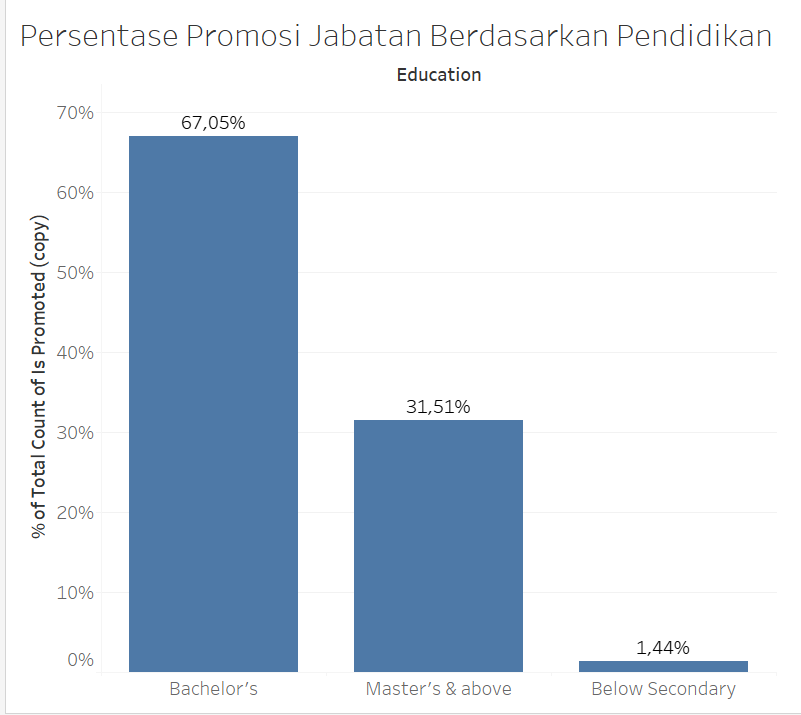 Persentase Promosi Jabatan Berdasarkan Pendidikan
Education
% of Total Count of Is Promoted (copy)
70%
60%
50%
40%
30%
20%
10%
0%
67,05%
31,51%
1,44%
Bachelor's
Master's & above
Below Secondary